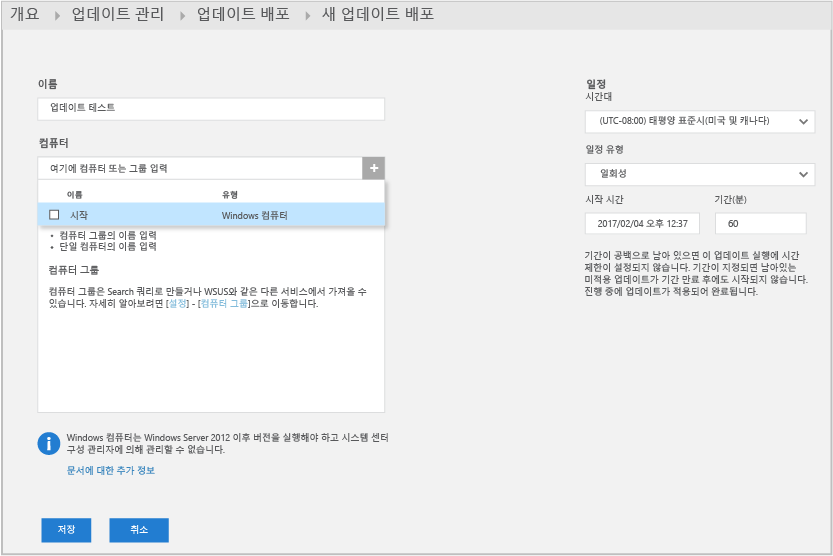 개요 업데이트 관리 업데이트 배포 새 업데이트 배포
이름
업데이트 테스트
컴퓨터
여기에 컴퓨터 또는 그룹 입력
이름 유형
시작 Windows 컴퓨터
• 컴퓨터 그룹의 이름 입력
• 단일 컴퓨터의 이름 입력
컴퓨터 그룹
컴퓨터 그룹은 Search 쿼리로 만들거나 WSUS와 같은 다른 서비스에서 가져올 수
있습니다. 자세히 알아보려면 [설정] - [컴퓨터 그룹]으로 이동합니다.
Windows 컴퓨터는 Windows Server 2012 이후 버전을 실행해야 하고 시스템 센터
구성 관리자에 의해 관리할 수 없습니다.
문서에 대한 추가 정보
저장 취소
일정
시간대
(UTC-08:00) 태평양 표준시(미국 및 캐나다)
일정 유형
일회성
시작 시간 기간(분)
2017/02/04 오후 12:37 60
기간이 공백으로 남아 있으면 이 업데이트 실행에 시간
제한이 설정되지 않습니다. 기간이 지정되면 남아있는
미적용 업데이트가 기간 만료 후에도 시작되지 않습니다.
진행 중에 업데이트가 적용되어 완료됩니다.